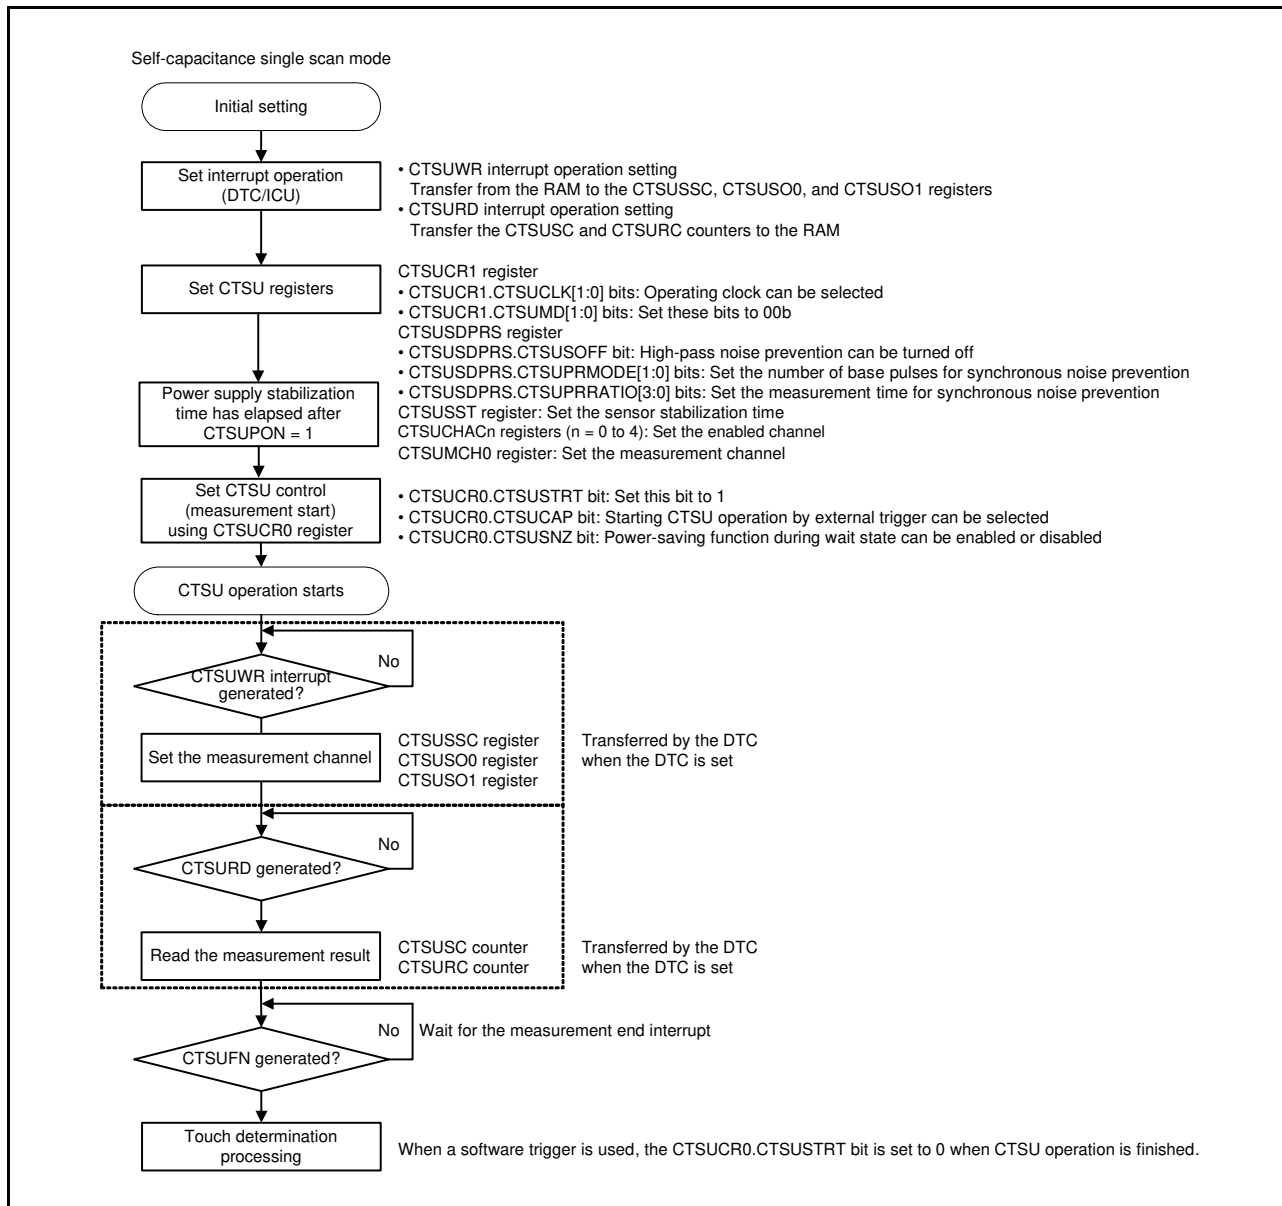 Self-capacitance single scan mode
Initial setting
Set interrupt operation
(DTC/ICU)
• CTSUWR interrupt operation setting
Transfer from the RAM to the CTSUSSC, CTSUSO0, and CTSUSO1 registers
• CTSURD interrupt operation setting
Transfer the CTSUSC and CTSURC counters to the RAM
Set CTSU registers
CTSUCR1 register
• CTSUCR1.CTSUCLK[1:0] bits: Operating clock can be selected
• CTSUCR1.CTSUMD[1:0] bits: Set these bits to 00b
CTSUSDPRS register
• CTSUSDPRS.CTSUSOFF bit: High-pass noise prevention can be turned off
• CTSUSDPRS.CTSUPRMODE[1:0] bits: Set the number of base pulses for synchronous noise prevention
• CTSUSDPRS.CTSUPRRATIO[3:0] bits: Set the measurement time for synchronous noise prevention
CTSUSST register: Set the sensor stabilization time
CTSUCHACn registers (n = 0 to 4): Set the enabled channel
CTSUMCH0 register: Set the measurement channel
Power supply stabilization
time has elapsed after
CTSUPON = 1
Set CTSU control
(measurement start)
using CTSUCR0 register
• CTSUCR0.CTSUSTRT bit: Set this bit to 1
• CTSUCR0.CTSUCAP bit: Starting CTSU operation by external trigger can be selected
• CTSUCR0.CTSUSNZ bit: Power-saving function during wait state can be enabled or disabled
CTSU operation starts
No
CTSUWR interrupt
generated?
Set the measurement channel
CTSUSSC register
CTSUSO0 register
CTSUSO1 register
Transferred by the DTC
when the DTC is set
No
CTSURD generated?
Read the measurement result
CTSUSC counter
CTSURC counter
Transferred by the DTC
when the DTC is set
No
Wait for the measurement end interrupt
CTSUFN generated?
Touch determination
processing
When a software trigger is used, the CTSUCR0.CTSUSTRT bit is set to 0 when CTSU operation is finished.